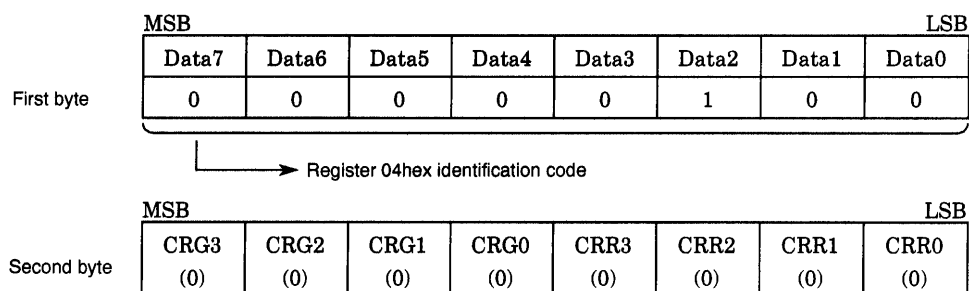 MSB LSB
Data7 Data6 Data5 Data4 Data3 Data2 Data1 Data0
First byte 0 0 0 0 0 1 0 0
Register 04hex identification code
MSB LSB
CRG3 CRG2 CRG1 CRG0 CRR3 CRR2 CRR1 CRR0
Second byte (0) (0) (0) (0) (0) (0) (0) (0)